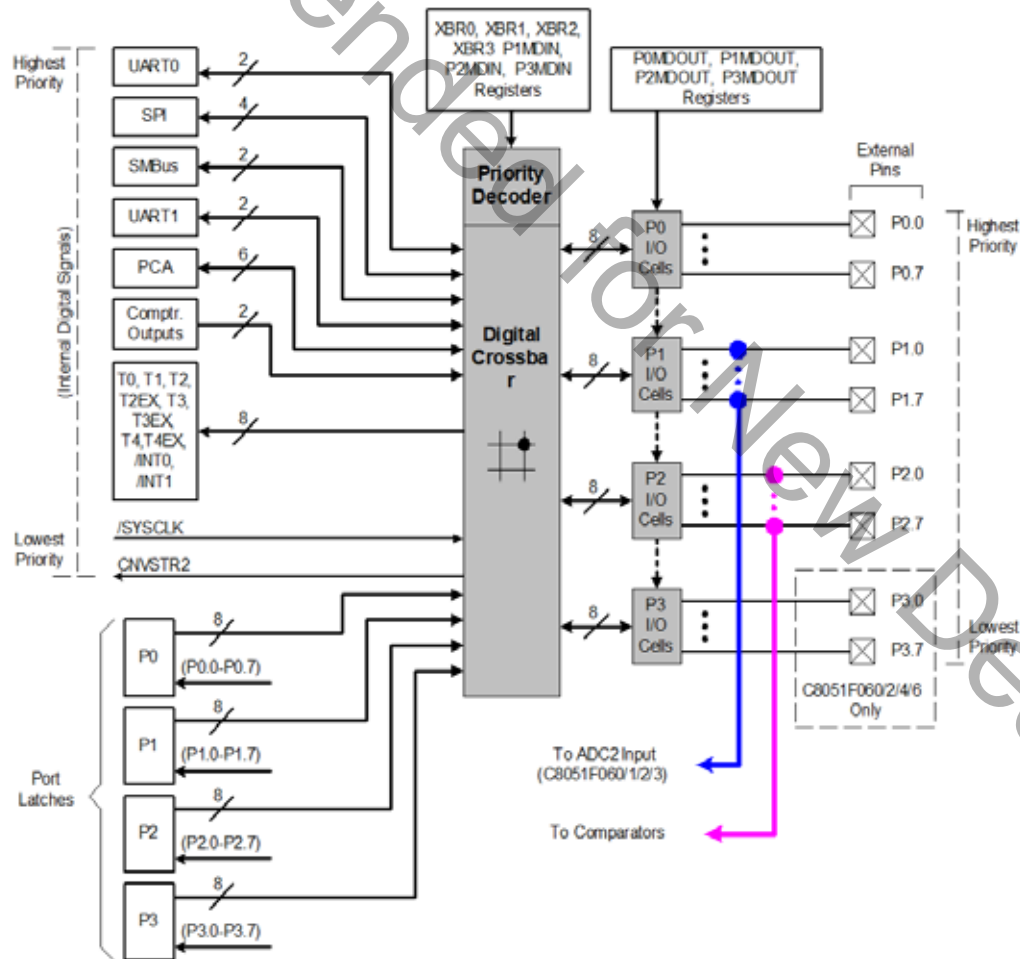 XBR0, XBR1, XBR2,
XBR3 P1MDIN,
P2MDIN, P3MDIN
Registers
P0MDOUT, P1MDOUT,
P2MDOUT, P3MDOUT
Registers
Highest
Priority
UART0
2
SPI
4
SMBus
2
UART1
2
PCA
6
Comptr.
Outputs
2
T0, T1, T2,
T2EX, T3,
T3EX,
T4,T4EX,
/INT0,
/INT1
8
(Internal Digital Signals)
Lowest
Priority
/SYSCLK
CNVSTR2
Priority
Decoder
Digital
Crossba
r
8
P0
I/O
Cells
8
P1
I/O
Cells
8
P2
I/O
Cells
8
P3
I/O
Cells
External
Pins
P0.0
P0.7
P1.0
P1.7
P2.0
P2.7
P3.0
P3.7
Highest
Priority
Lowest
Priority
C8051F060/2/4/6
Only
To ADC2 Input
(C8051F060/1/2/3)
To Comparators
Port
Latches
P0
8
(P0.0-P0.7)
P1
8
(P1.0-P1.7)
P2
8
(P2.0-P2.7)
P3
8
(P3.0-P3.7)
ended for New De